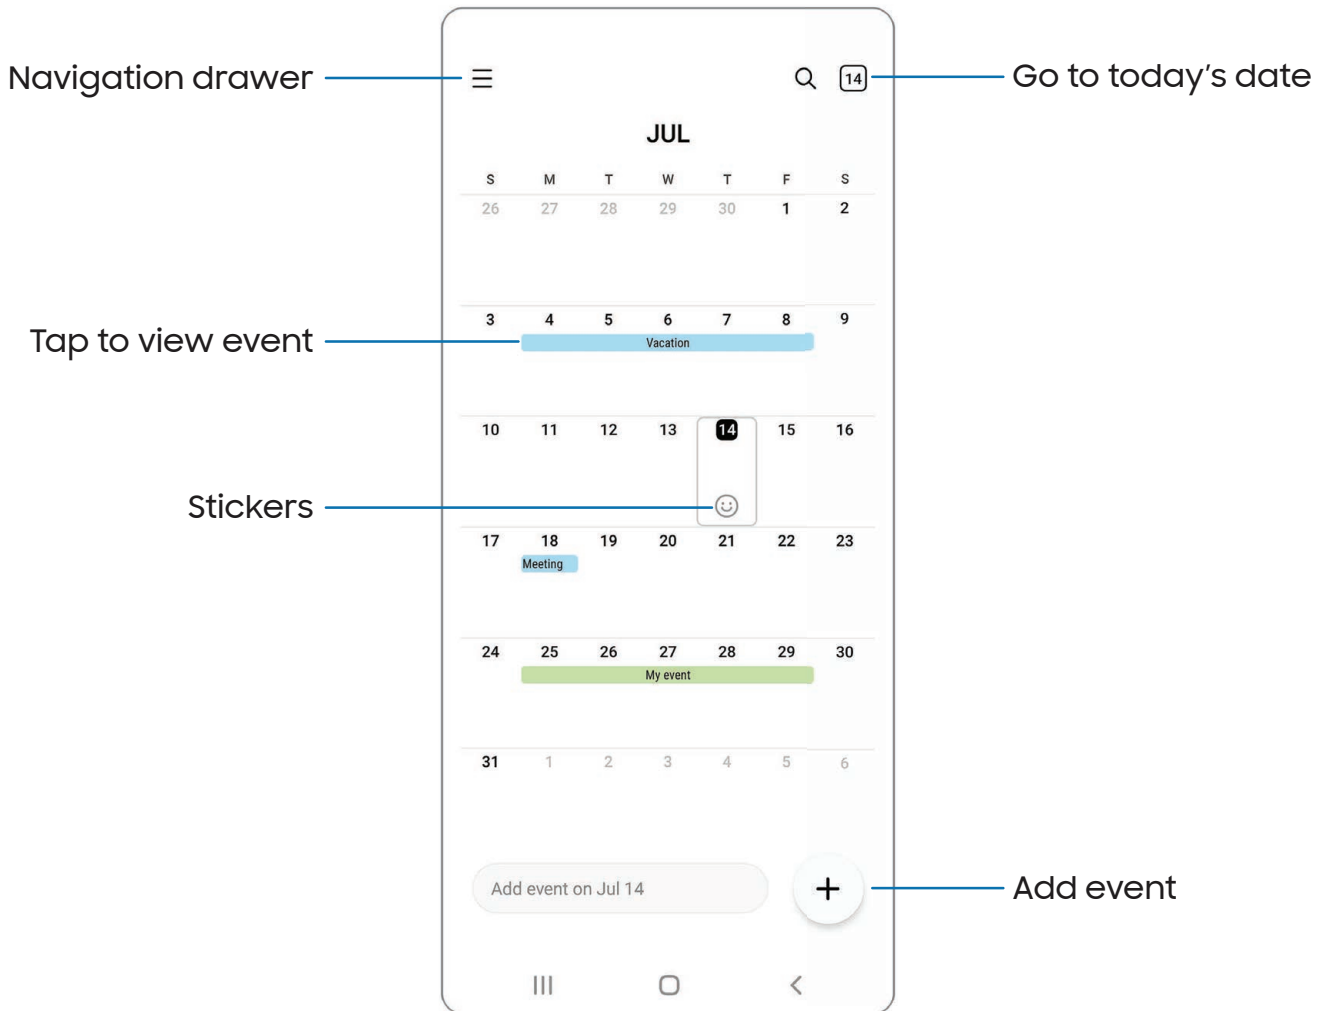 Navigation drawer
14
Go to today's date
JUL
S M T W T F S
26 27 28 29 30 1 2
3 4 5 6 7 8 9
Tap to view event
Vacation
10 11 12 13 14 15 16
Stickers
17 18 19 20 21 22 23
Meeting
24 25 26 27 28 29 30
My event
31 1 2 3 4 5 6
Add event on Jul 14
Add event